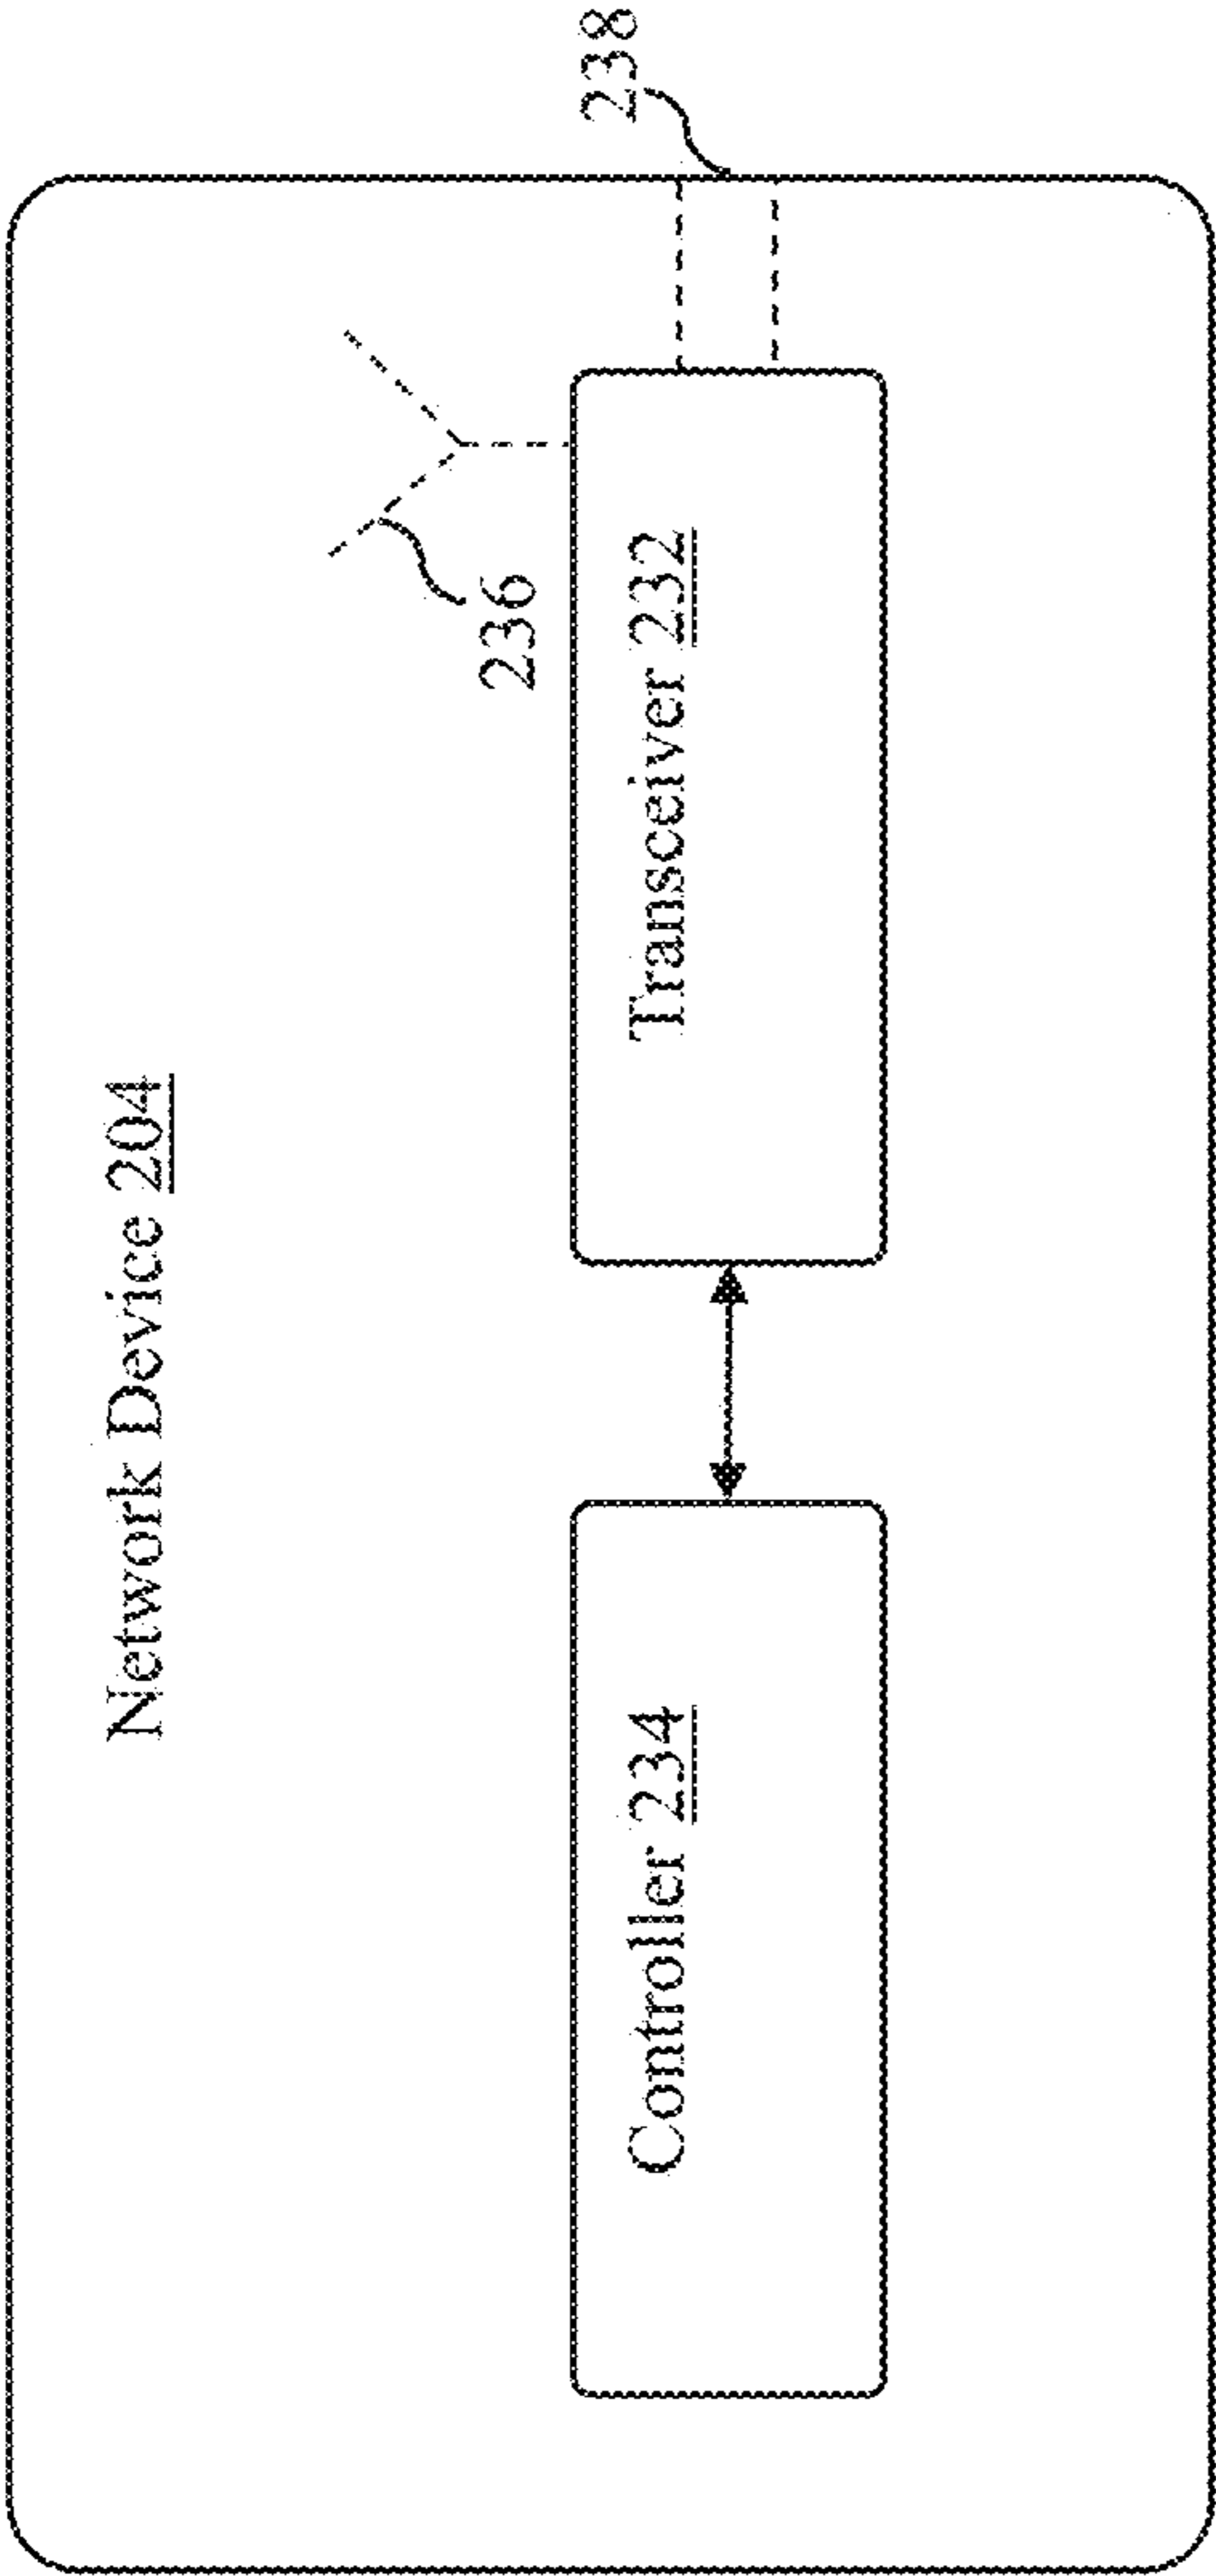 Network Device 204
236
238
Controller 234
Transceiver 232